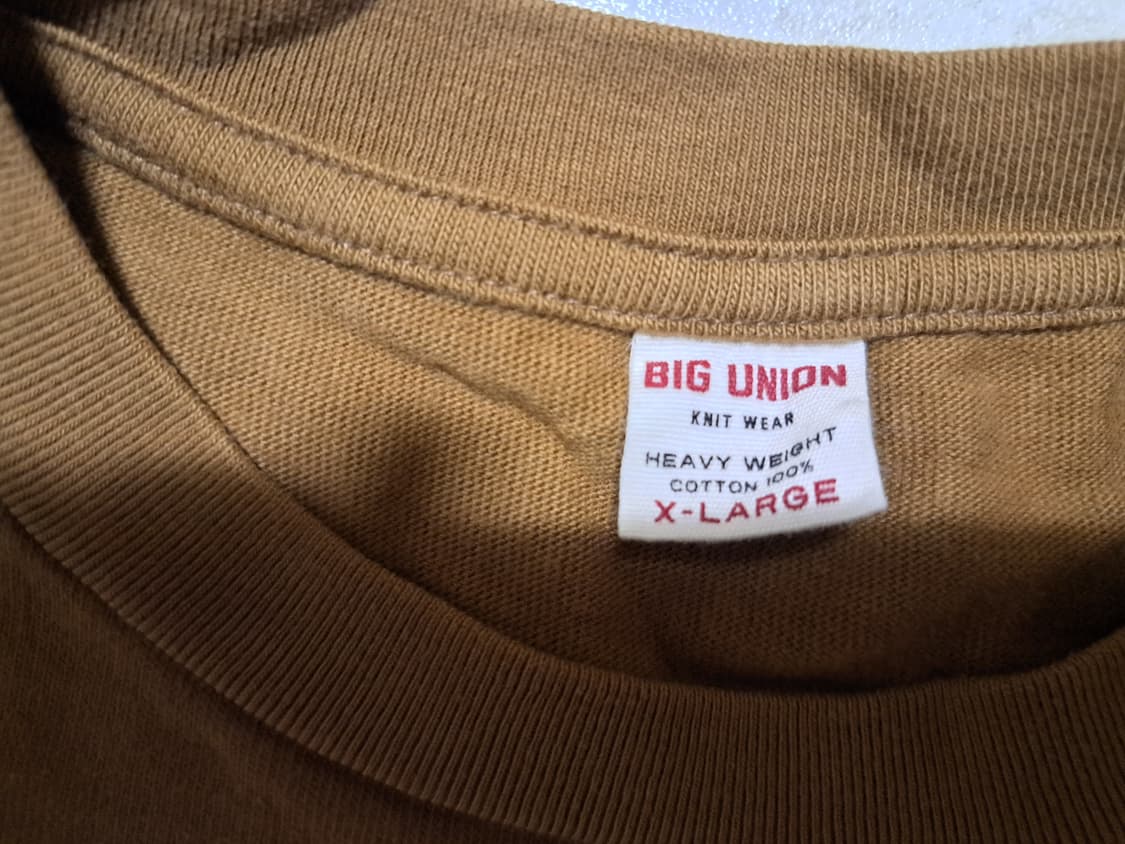 BIG UNION
KNIT WEAR
HEAVY WEIGHT
COTTON 100%
X-LARGE